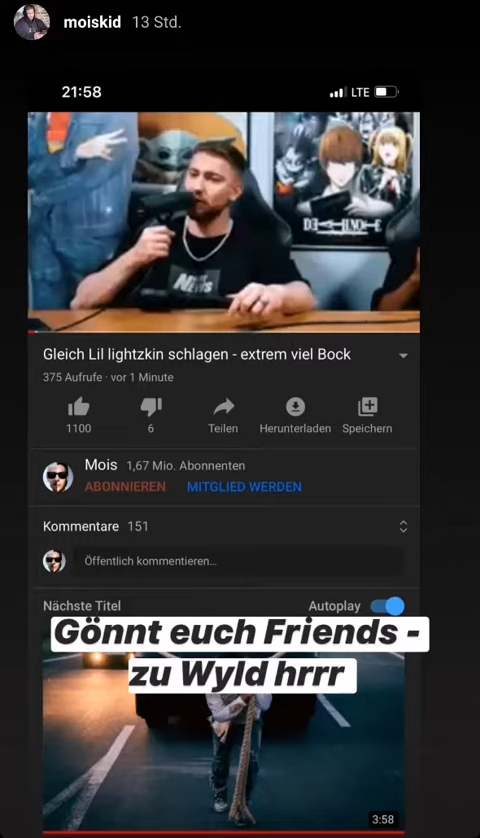 moiskid 13 Std.
21:58
LTE
DEATH NOTE
Gleich Lil lightzkin schlagen - extrem viel Bock
375 Aufrufe · vor 1 Minute
1100
6
Teilen
Herunterladen
Speichern
Mois 1,67 Mio. Abonnenten
ABONNIEREN MITGLIED WERDEN
Kommentare 151
Öffentlich kommentieren...
Nächste Titel
Autoplay
Gönnt euch Friends -
zu Wyld hrrr
3:58